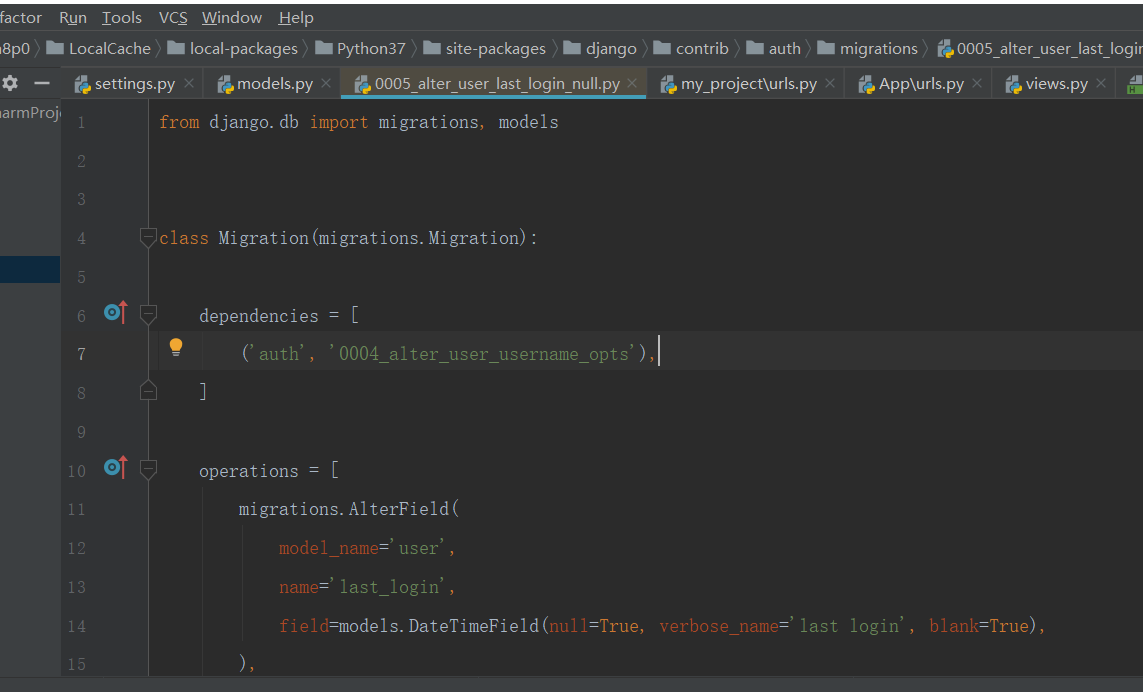 factor Run Tools VCS Window Help
n8p0 LocalCache local-packages Python37 site-packages django contrib auth migrations 0005_alter_user_last_login
settings.py models.py 0005_alter_user_last_login_null.py my_project\urls.py App\urls.py views.py H
armProj
1 from django.db import migrations, models
2
3
4 class Migration(migrations.Migration):
5
6 dependencies = [
7 ('auth', '0004_alter_user_username_opts'),
8 ]
9
10 operations = [
11 migrations.AlterField(
12 model_name='user',
13 name='last_login',
14 field=models.DateTimeField(null=True, verbose_name='last login', blank=True),
15 ),